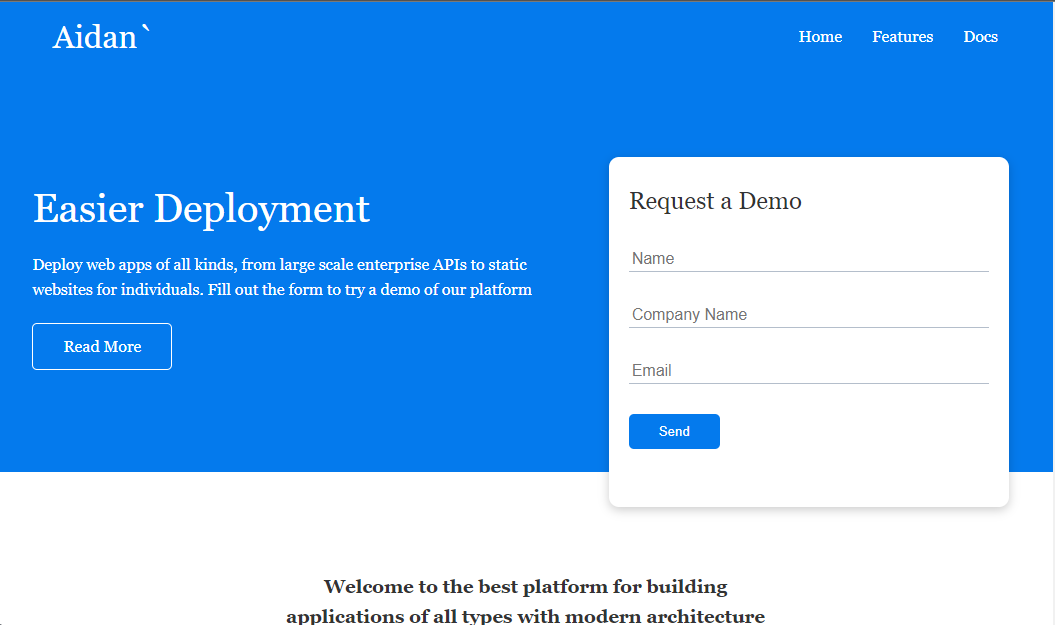 Aidan`
Home Features Docs
Easier Deployment
Deploy web apps of all kinds, from large scale enterprise APIs to static
websites for individuals. Fill out the form to try a demo of our platform
Read More
Request a Demo
Name
Company Name
Email
Send
Welcome to the best platform for building
applications of all types with modern architecture